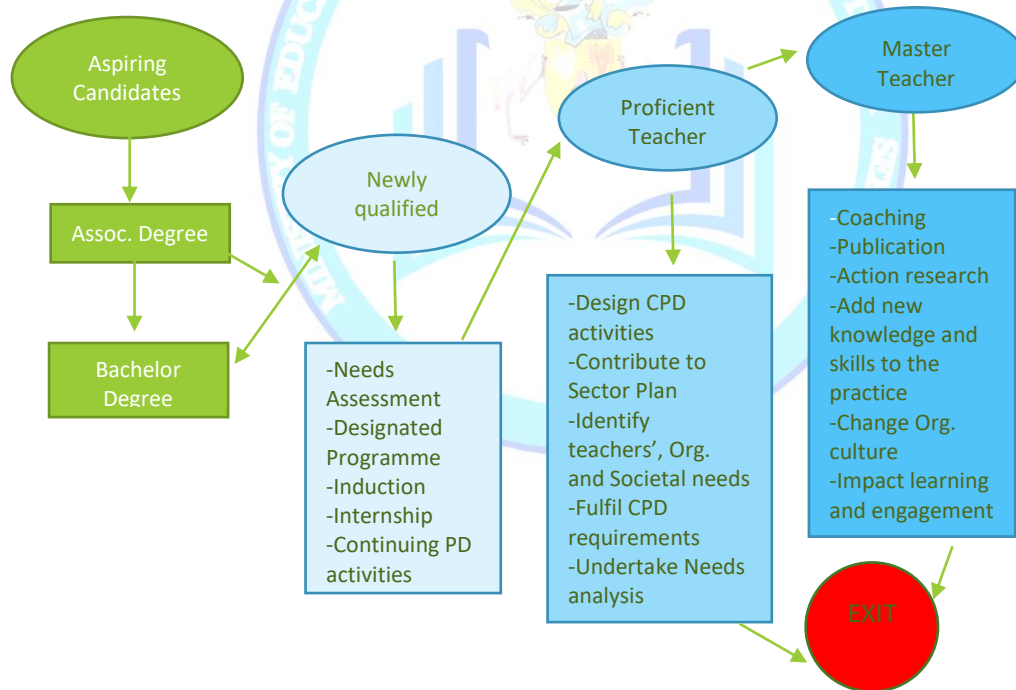 Aspiring
Candidates
Assoc. Degree
Bachelor
Degree
Newly
qualified
-Needs
Assessment
-Designated
Programme
-Induction
-Internship
-Continuing PD
activities
Proficient
Teacher
-Design CPD
activities
-Contribute to
Sector Plan
-Identify
teachers’, Org.
and Societal needs
-Fulfil CPD
requirements
-Undertake Needs
analysis
Master
Teacher
-Coaching
-Publication
-Action research
-Add new
knowledge and
skills to the
practice
-Change Org.
culture
-Impact learning
and engagement
EXIT
OF EDUC